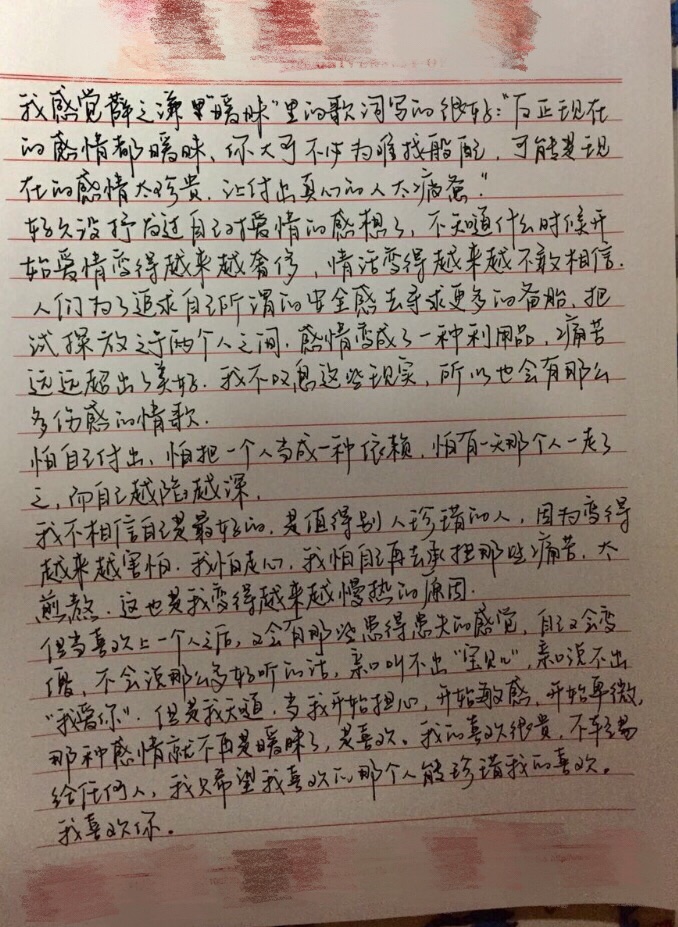 我感觉薛之谦里"暧昧"里的歌词写的很好:"反正现在
的感情都暧昧、你大可不必为难找般配,可能是现
在的感情太珍贵.让付出真心的人太疲惫."
好久没抒发过自己对爱情的感想了,不知道什么时候开
始爱情变得越来越奢侈,情话变得越来越不敢相信.
人们为了追求自己所谓的安全感去寻求更多的备胎.把
试探放于两个人之间.感情变成了一种利用品,痛苦
远远超出了美好.我不叹息这些现实,所以也会有那么
多伤感的情歌.
怕自己付出、怕把一个人当成一种依赖.怕有一天那个人一走了
之,而自己越陷越深.
我不相信自己是最好的.是值得别人珍惜的人,因为变得
越来越害怕.我怕走心.我怕自己再去承担那些痛苦.太
煎熬.这也是我变得越来越慢热的原因.
但当喜欢上一个人之后,又会有那些患得患失的感觉,自己又会变
傻,不会说那么多好听的话,亲口叫不出"宝贝儿",亲口说不出
"我爱你".但是我知道.当我开始担心,开始敏感,开始卑微,
那种感情就不再是暧昧了,是喜欢。我的喜欢很贵,不轻易
给任何人,我只希望我喜欢的那个人能珍惜我的喜欢。
我喜欢你。